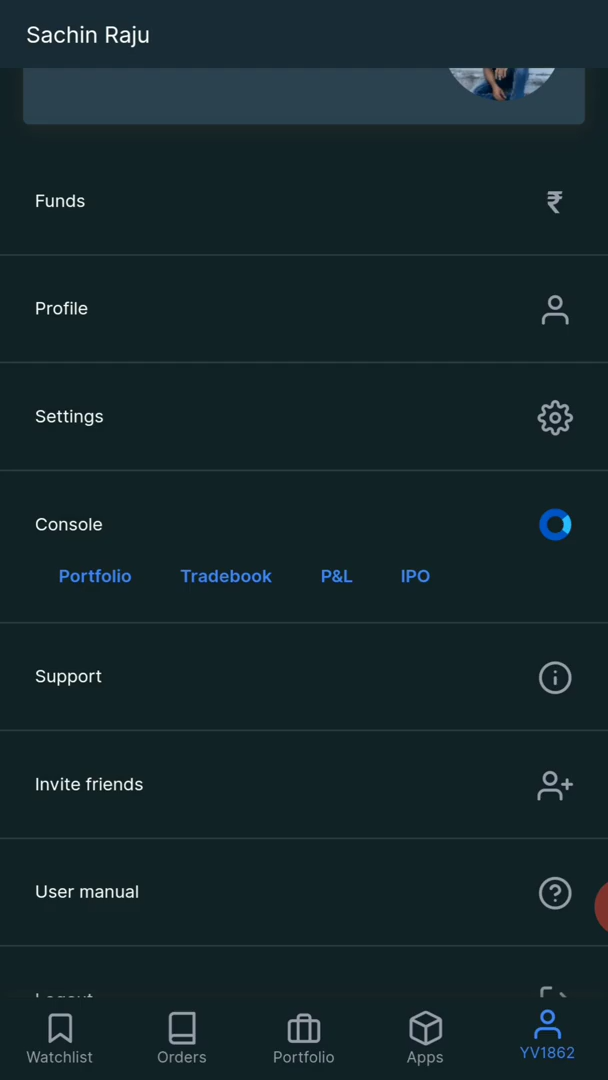 Sachin Raju
Funds
Profile
Settings
Console
Portfolio Tradebook P&L IPO
Support
Invite friends
User manual
Logout
Watchlist Orders Portfolio Apps YV1862